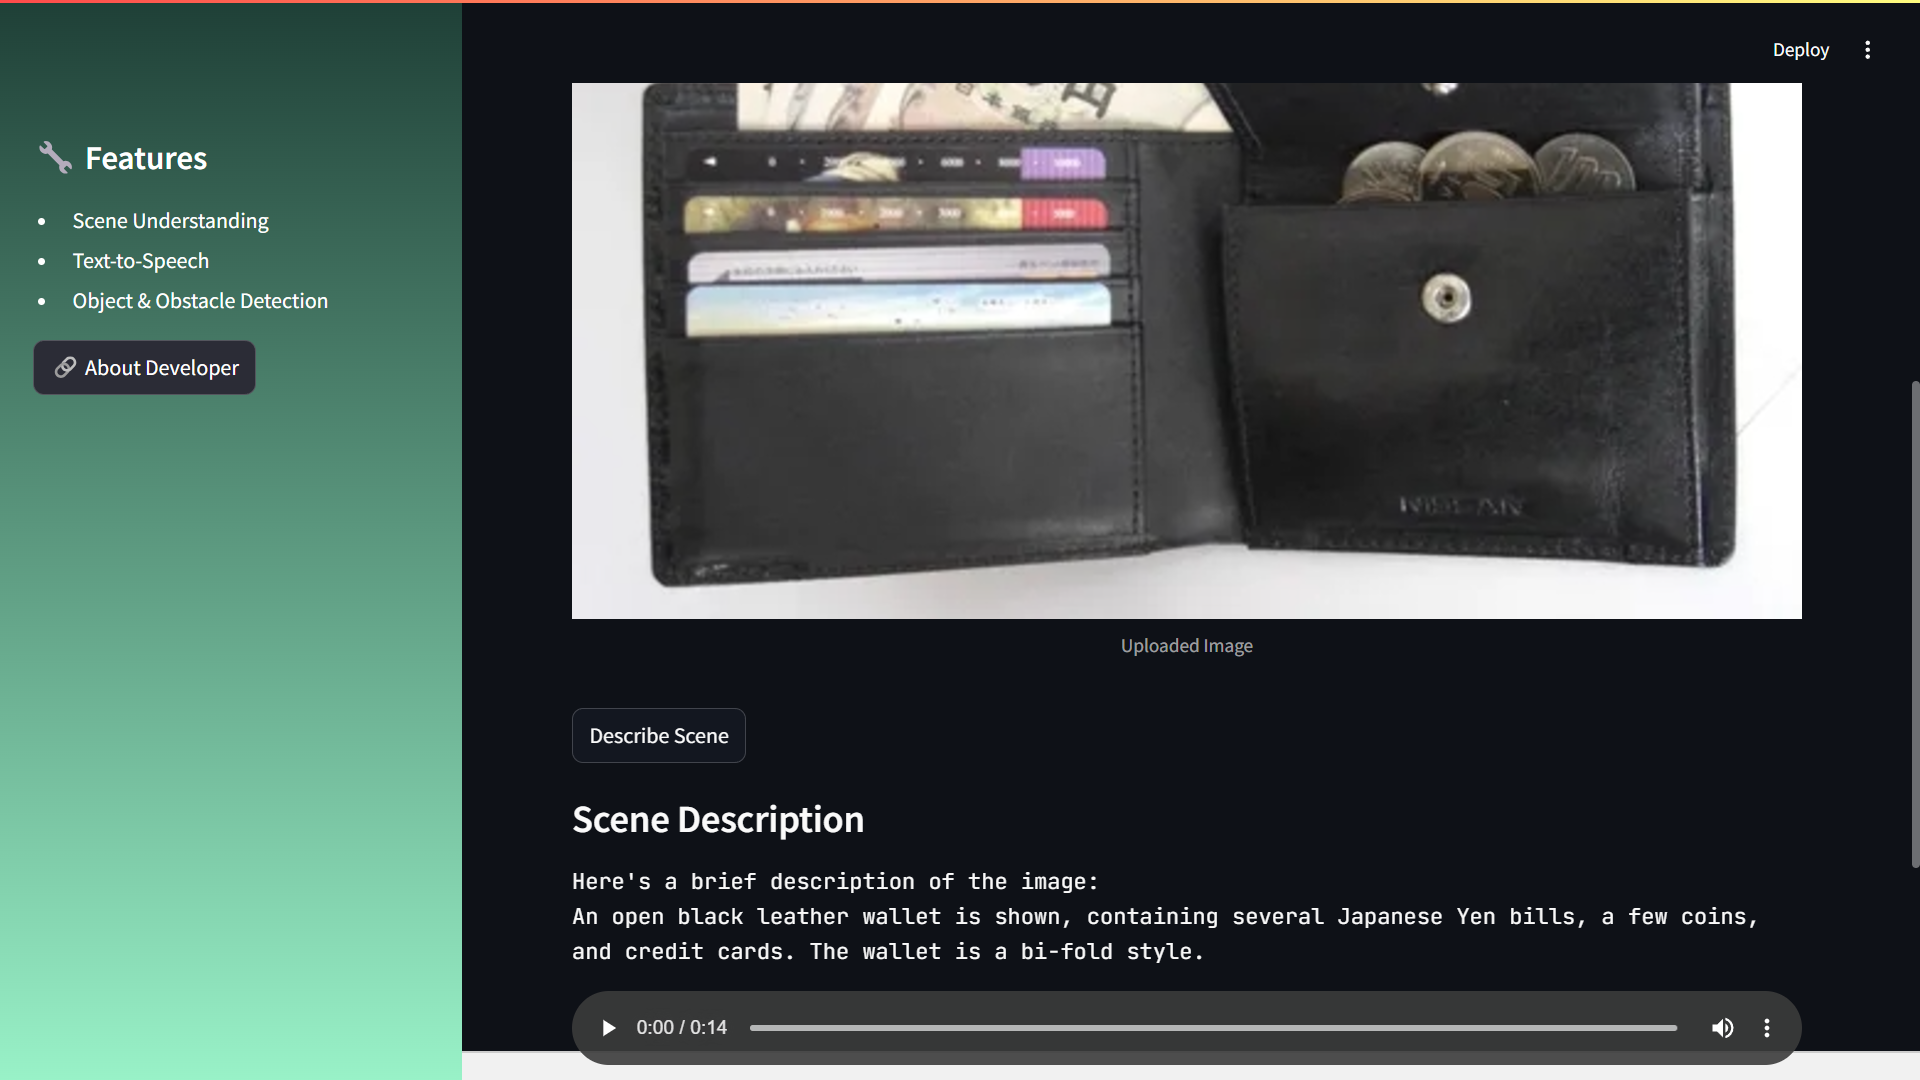 Deploy
Features
Scene Understanding
Text-to-Speech
Object & Obstacle Detection
About Developer
Uploaded Image
Describe Scene
Scene Description
Here's a brief description of the image:
An open black leather wallet is shown, containing several Japanese Yen bills, a few coins,
and credit cards. The wallet is a bi-fold style.
0:00 / 0:14